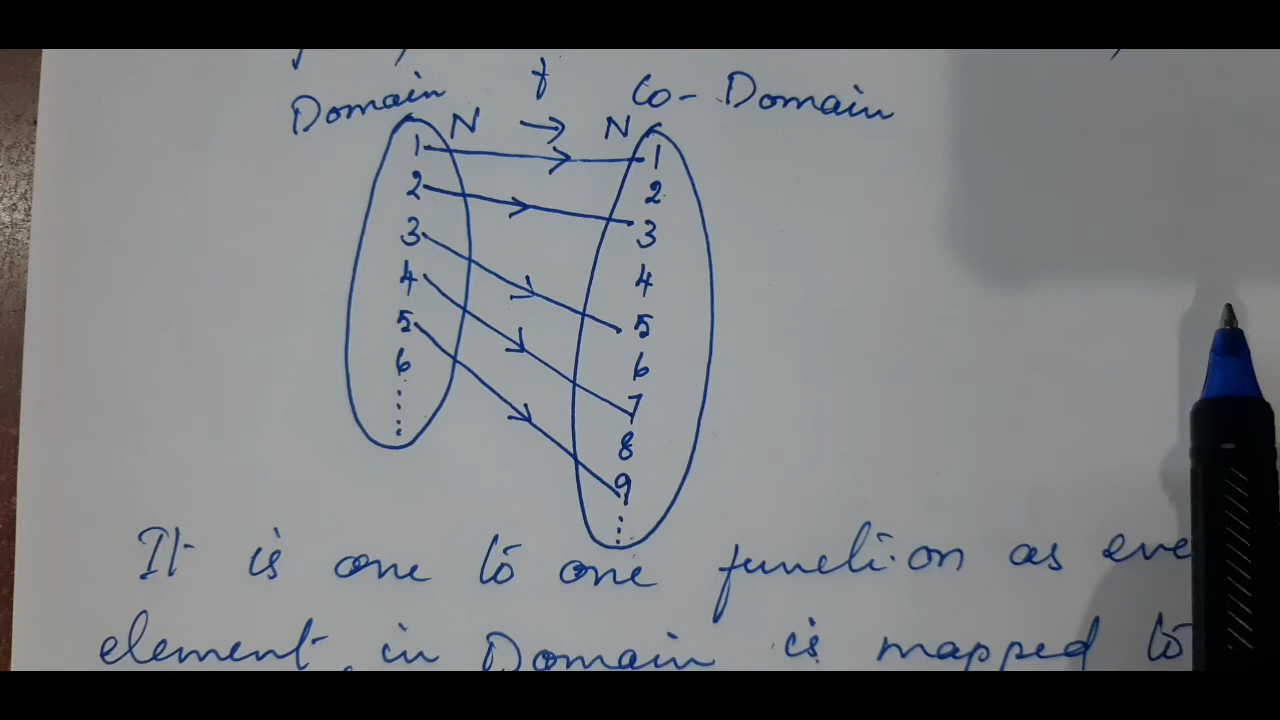 f
Domain Co-Domain
N → N
1 1
2 2
3 3
4 4
5 5
6 6
7
8
9
It is one to one function as eve
element in Domain is mapped to